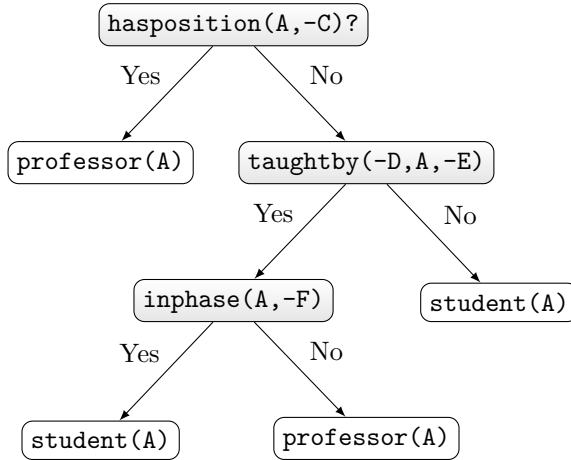 hasposition(A,-C)?
Yes
No
professor(A)
taughtby(-D,A,-E)
Yes
No
inphase(A,-F)
student(A)
Yes
No
student(A)
professor(A)